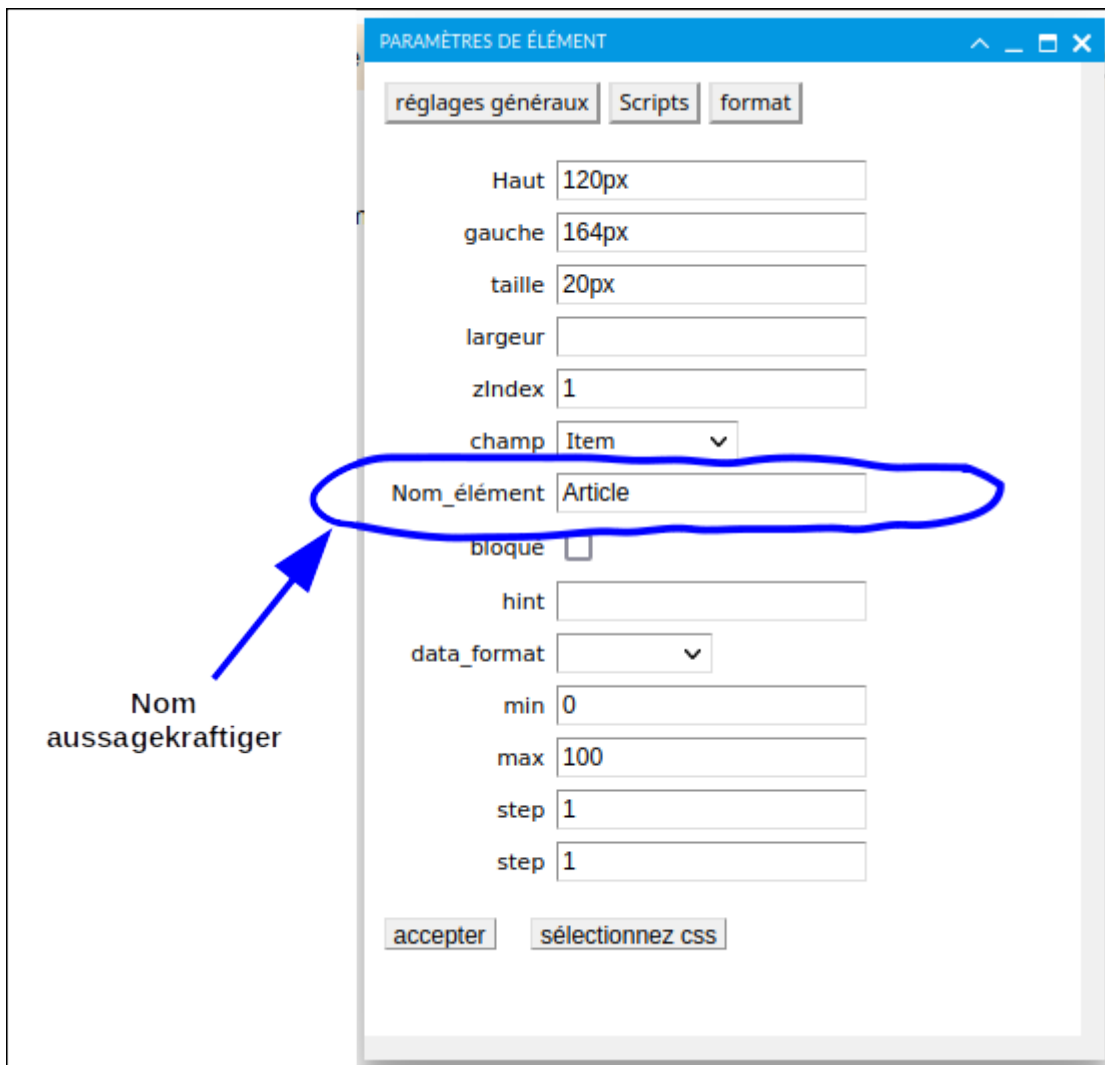 PARAMÈTRES DE ÉLÉMENT
réglages généraux Scripts format
Haut 120px
gauche 164px
taille 20px
largeur
zIndex 1
champ Item
Nom_élément Article
bloqué
hint
data_format
min 0
max 100
step 1
step 1
accepter sélectionnez css
Nom
aussagekraftiger